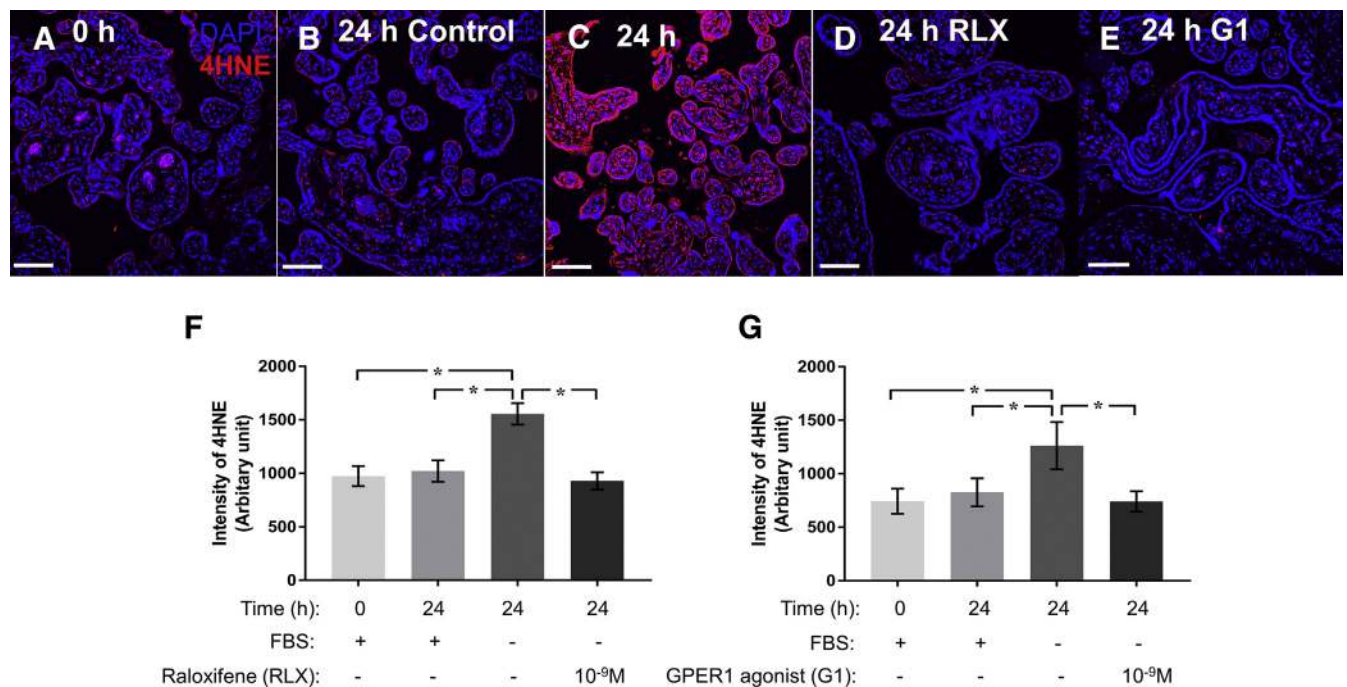 A 0 h
DAPI
4HNE
B 24 h Control
C 24 h
D 24 h RLX
E 24 h G1
F
Intensity of 4HNE
(Arbitary unit)
2000
1500
1000
500
0
*
* *
Time (h): 0 24 24 24
FBS: + + - -
Raloxifene (RLX): - - - 10⁻⁹M
G
Intensity of 4HNE
(Arbitary unit)
2000
1500
1000
500
0
*
* *
Time (h): 0 24 24 24
FBS: + + - -
GPER1 agonist (G1): - - - 10⁻⁹M